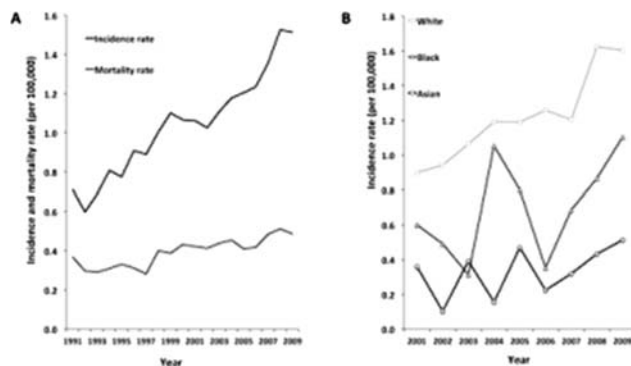 A
Incidence and mortality rate (per 100,000)
1.6
1.4
1.2
1.0
0.8
0.6
0.4
0.2
0.0
Incidence rate
Mortality rate
1991 1993 1995 1997 1999 2001 2003 2005 2007 2009
Year
B
Incidence rate (per 100,000)
1.8
1.6
1.4
1.2
1.0
0.8
0.6
0.4
0.2
0.0
White
Black
Asian
2001 2002 2003 2004 2005 2006 2007 2008 2009
Year